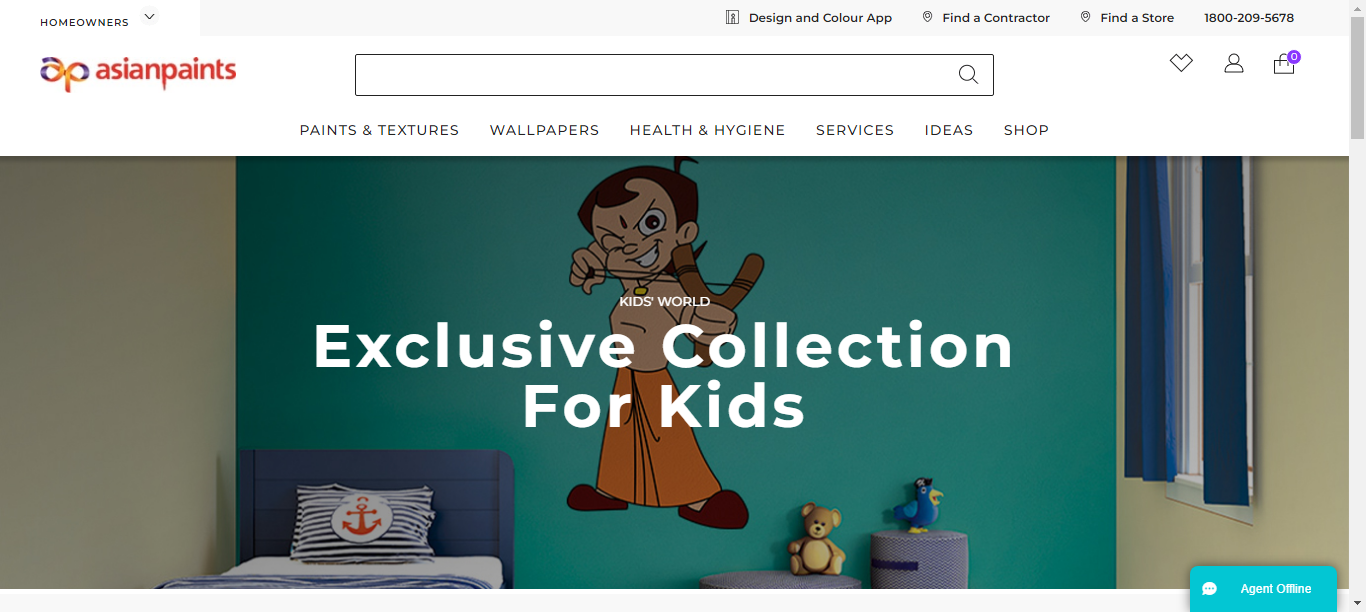 HOMEOWNERS
Design and Colour App
Find a Contractor
Find a Store
1800-209-5678
asianpaints
0
PAINTS & TEXTURES
WALLPAPERS
HEALTH & HYGIENE
SERVICES
IDEAS
SHOP
KIDS' WORLD
Exclusive Collection
For Kids
Agent Offline